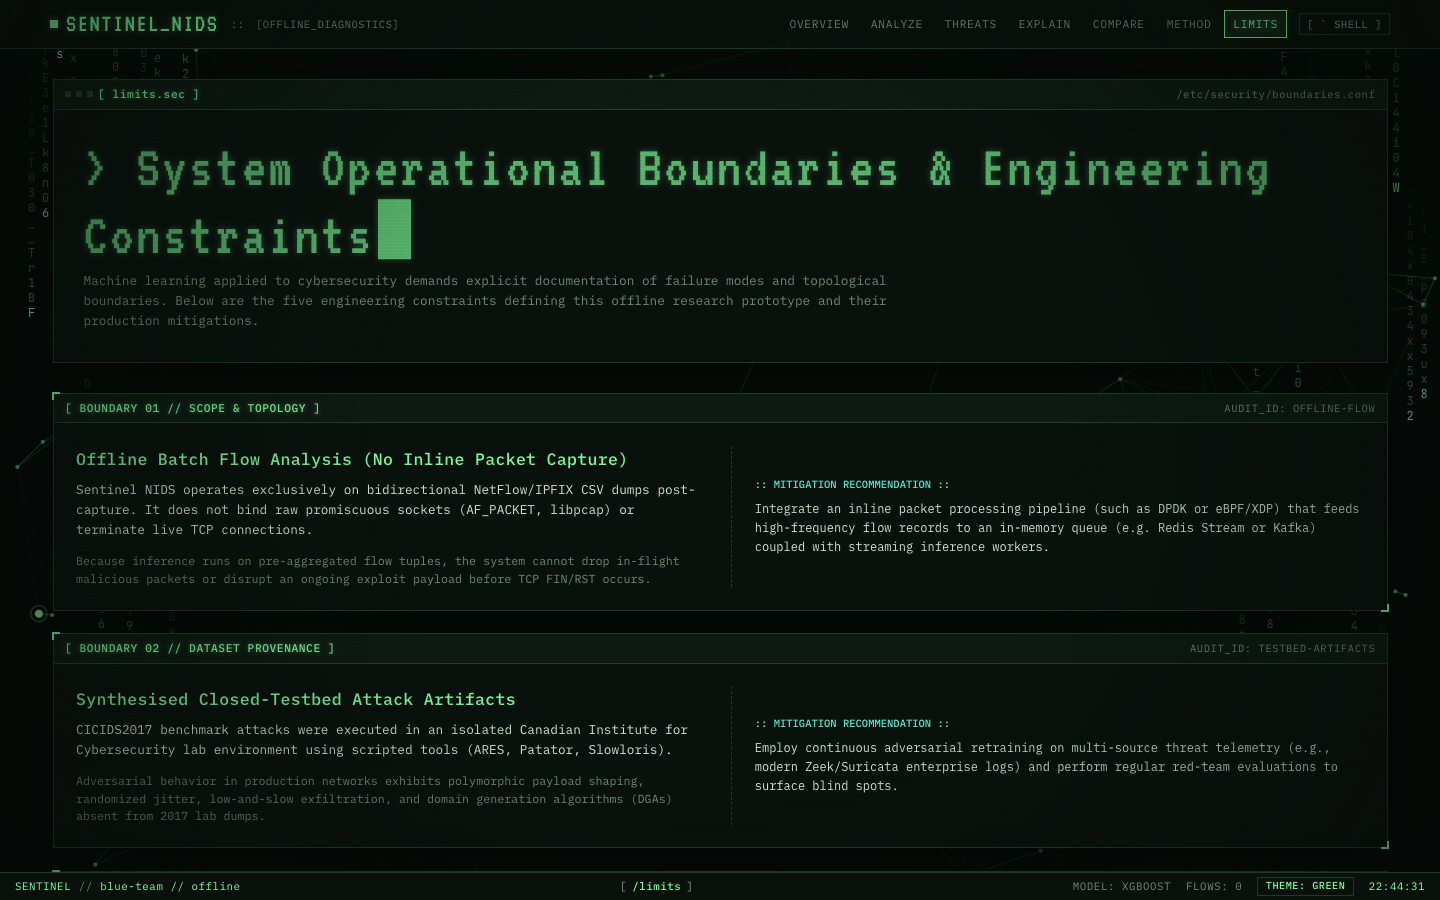 SENTINEL_NIDS :: [OFFLINE_DIAGNOSTICS]
OVERVIEW ANALYZE THREATS EXPLAIN COMPARE METHOD LIMITS [ ` SHELL ]
[ limits.sec ]
/etc/security/boundaries.conf
❯ System Operational Boundaries & Engineering
Constraints
Machine learning applied to cybersecurity demands explicit documentation of failure modes and topological
boundaries. Below are the five engineering constraints defining this offline research prototype and their
production mitigations.
[ BOUNDARY 01 // SCOPE & TOPOLOGY ]
AUDIT_ID: OFFLINE-FLOW
Offline Batch Flow Analysis (No Inline Packet Capture)
Sentinel NIDS operates exclusively on bidirectional NetFlow/IPFIX CSV dumps post-
capture. It does not bind raw promiscuous sockets (AF_PACKET, libpcap) or
terminate live TCP connections.
Because inference runs on pre-aggregated flow tuples, the system cannot drop in-flight
malicious packets or disrupt an ongoing exploit payload before TCP FIN/RST occurs.
:: MITIGATION RECOMMENDATION ::
Integrate an inline packet processing pipeline (such as DPDK or eBPF/XDP) that feeds
high-frequency flow records to an in-memory queue (e.g. Redis Stream or Kafka)
coupled with streaming inference workers.
[ BOUNDARY 02 // DATASET PROVENANCE ]
AUDIT_ID: TESTBED-ARTIFACTS
Synthesised Closed-Testbed Attack Artifacts
CICIDS2017 benchmark attacks were executed in an isolated Canadian Institute for
Cybersecurity lab environment using scripted tools (ARES, Patator, Slowloris).
Adversarial behavior in production networks exhibits polymorphic payload shaping,
randomized jitter, low-and-slow exfiltration, and domain generation algorithms (DGAs)
absent from 2017 lab dumps.
:: MITIGATION RECOMMENDATION ::
Employ continuous adversarial retraining on multi-source threat telemetry (e.g.,
modern Zeek/Suricata enterprise logs) and perform regular red-team evaluations to
surface blind spots.
SENTINEL // blue-team // offline
[ /limits ]
MODEL: XGBOOST FLOWS: 0 THEME: GREEN 22:44:31